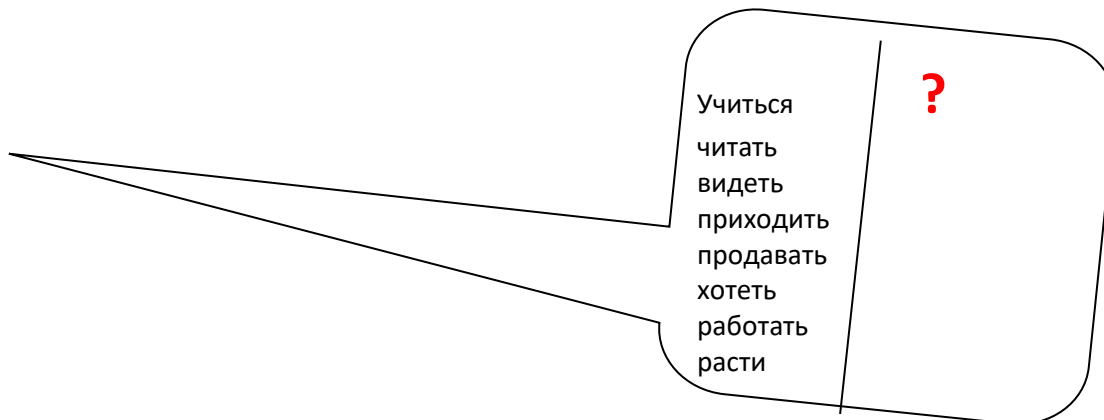 ?
Учиться
читать
видеть
приходить
продавать
хотеть
работать
расти